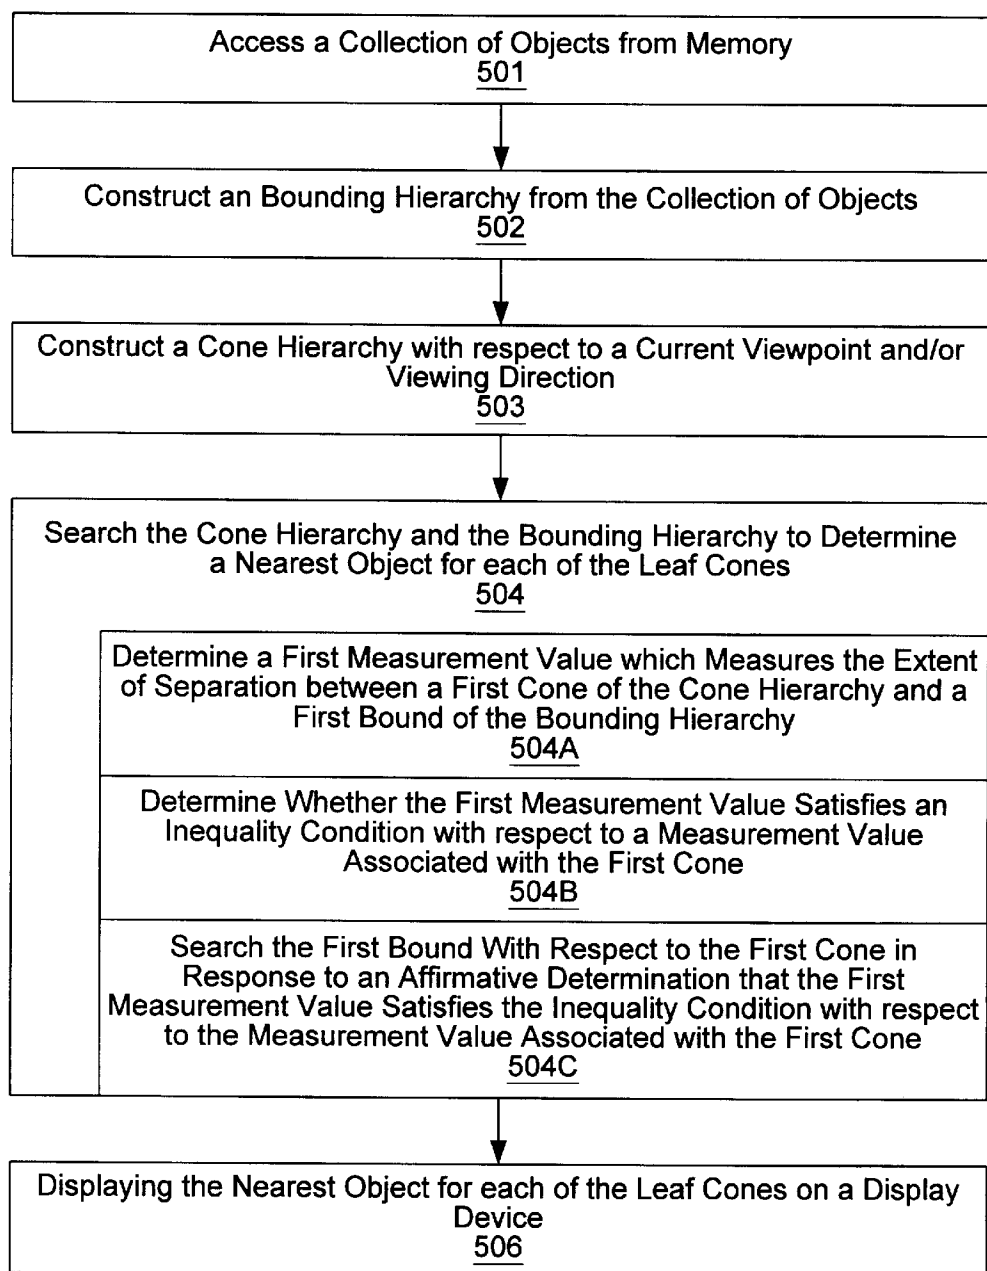 Access a Collection of Objects from Memory
501
Construct an Bounding Hierarchy from the Collection of Objects
502
Construct a Cone Hierarchy with respect to a Current Viewpoint and/or
Viewing Direction
503
Search the Cone Hierarchy and the Bounding Hierarchy to Determine
a Nearest Object for each of the Leaf Cones
504
Determine a First Measurement Value which Measures the Extent
of Separation between a First Cone of the Cone Hierarchy and a
First Bound of the Bounding Hierarchy
504A
Determine Whether the First Measurement Value Satisfies an
Inequality Condition with respect to a Measurement Value
Associated with the First Cone
504B
Search the First Bound With Respect to the First Cone in
Response to an Affirmative Determination that the First
Measurement Value Satisfies the Inequality Condition with respect
to the Measurement Value Associated with the First Cone
504C
Displaying the Nearest Object for each of the Leaf Cones on a Display
Device
506